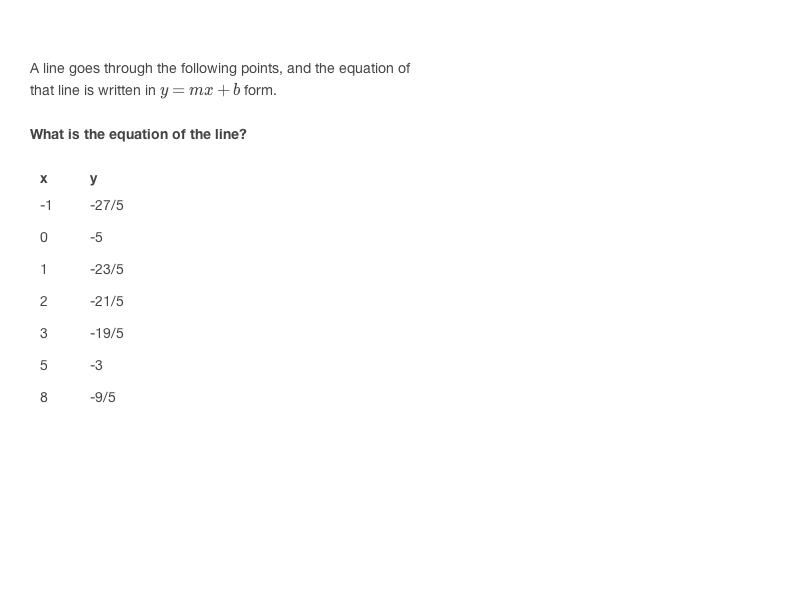 A line goes through the following points, and the equation of
that line is written in y = mx + b form.
What is the equation of the line?
x y
-1 -27/5
0 -5
1 -23/5
2 -21/5
3 -19/5
5 -3
8 -9/5